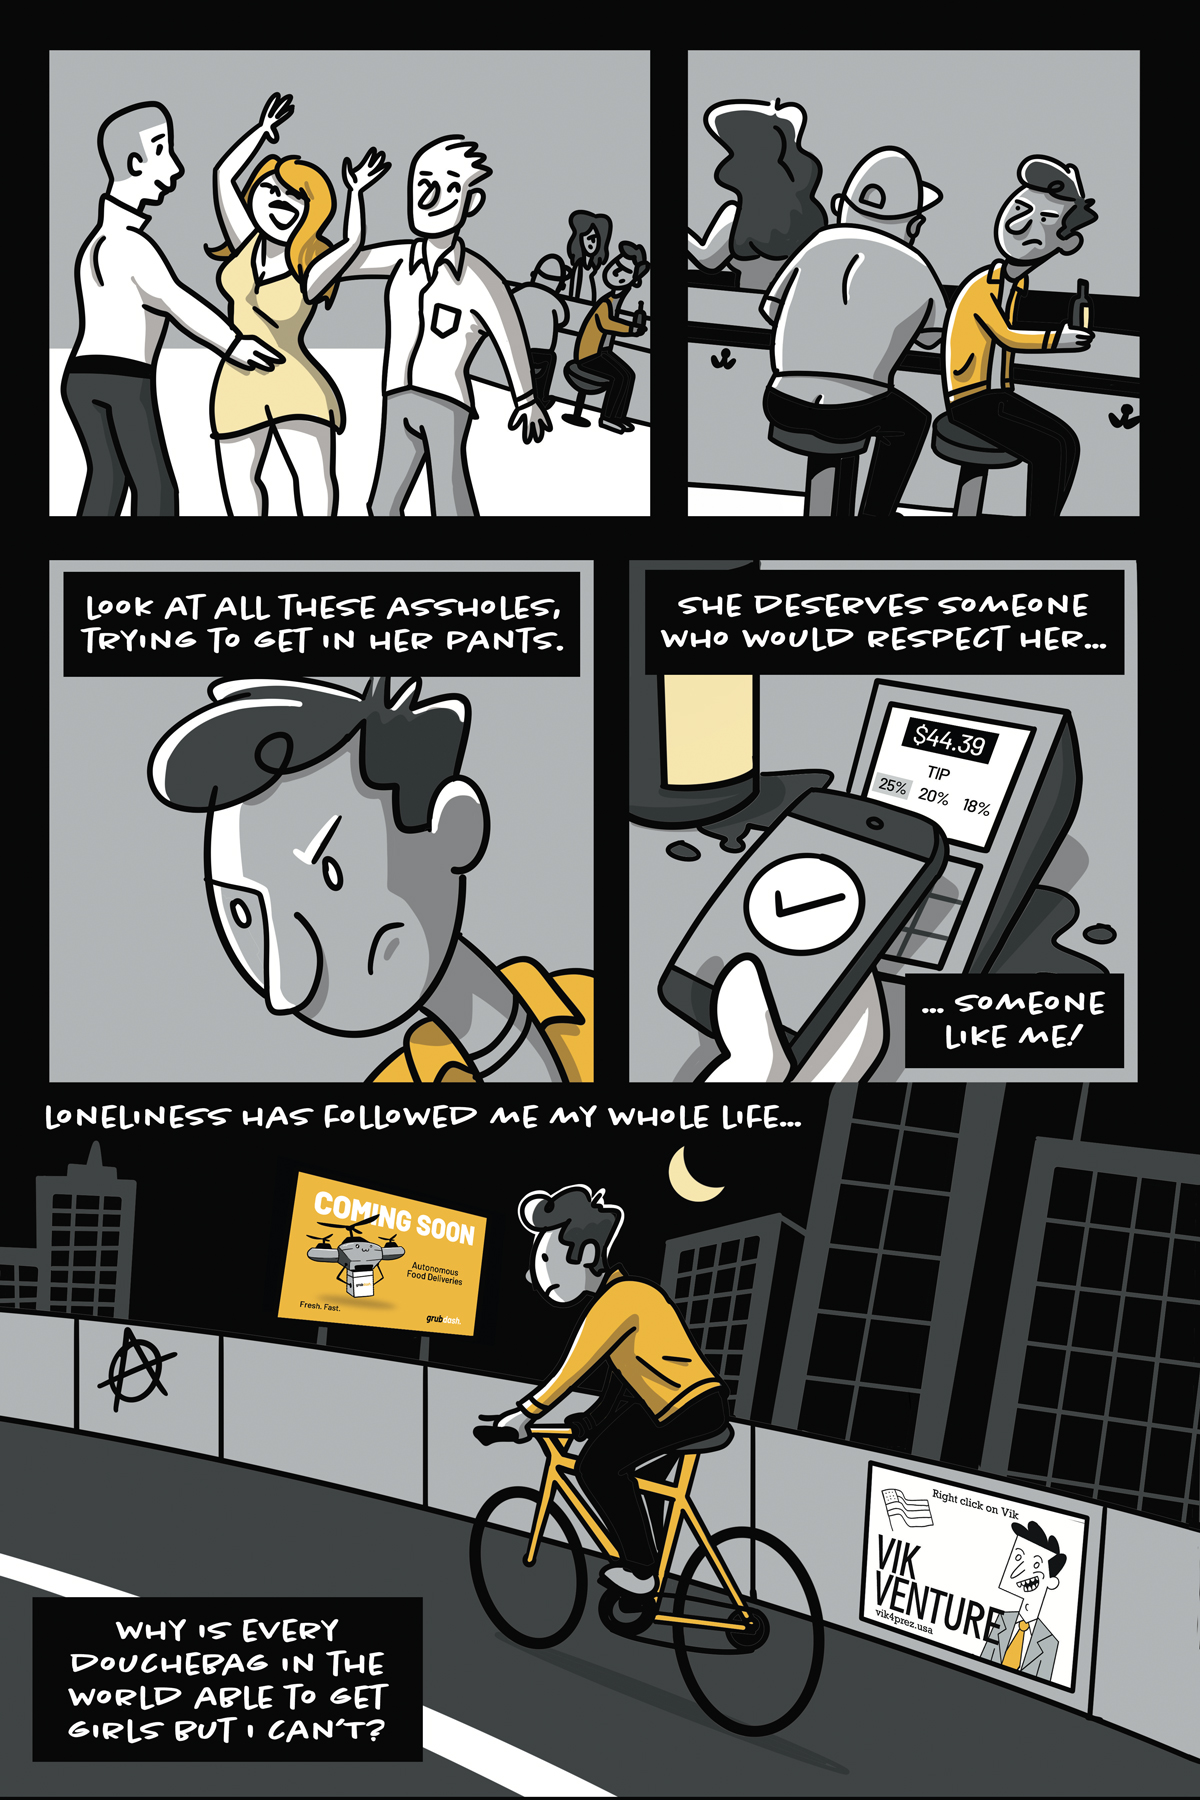 LOOK AT ALL THESE ASSHOLES,
TRYING TO GET IN HER PANTS.
SHE DESERVES SOMEONE
WHO WOULD RESPECT HER...
$44.39
TIP
25% 20% 18%
... SOMEONE
LIKE ME!
LONELINESS HAS FOLLOWED ME MY WHOLE LIFE...
COMING SOON
Autonomous
Food Deliveries
Fresh. Fast.
grubdash.
Right click on Vik
VIK
VENTURE
vik4prez.usa
WHY IS EVERY
DOUCHEBAG IN THE
WORLD ABLE TO GET
GIRLS BUT I CAN'T?